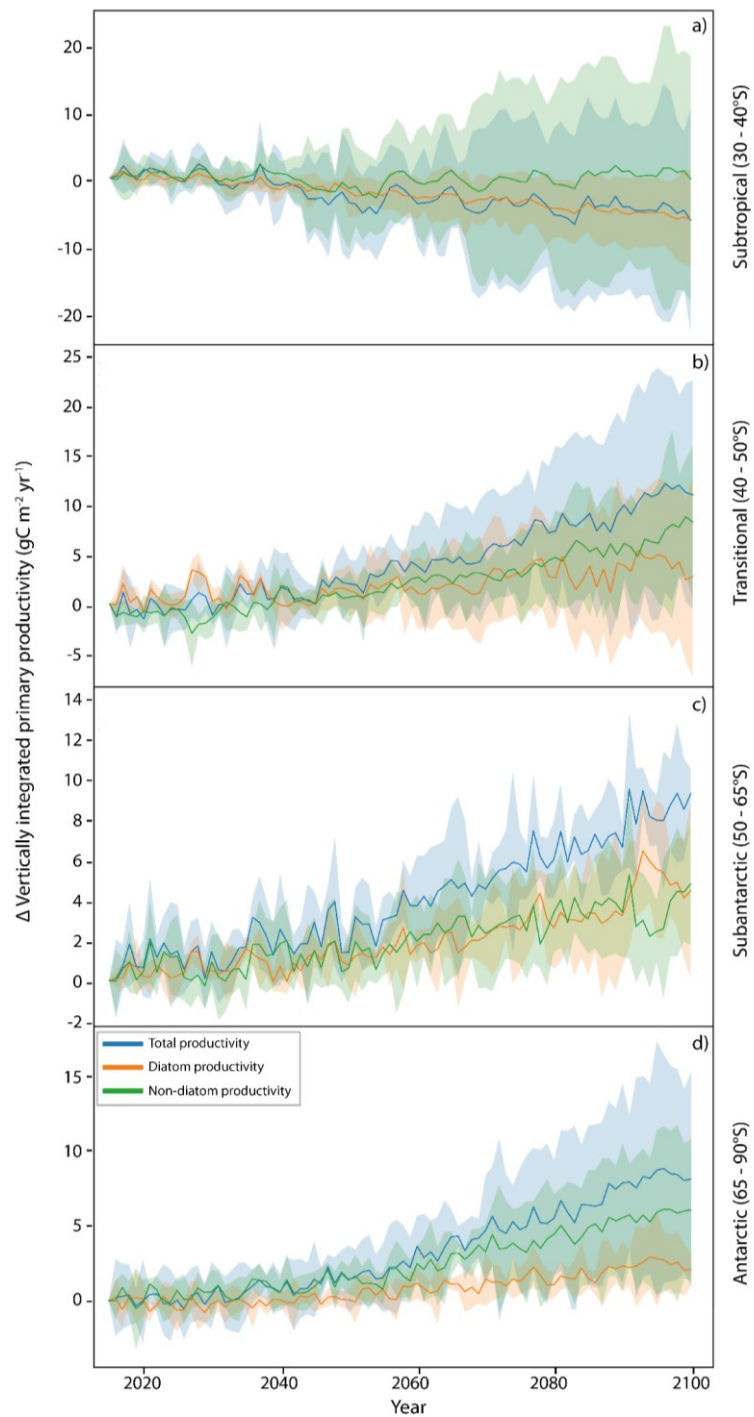 a)
20
10
0
-10
-20
Subtropical (30 - 40°S)
b)
25
20
15
10
5
0
-5
Transitional (40 - 50°S)
Δ Vertically integrated primary productivity (gC m⁻² yr⁻¹)
c)
14
12
10
8
6
4
2
0
-2
Subantarctic (50 - 65°S)
d)
Total productivity
Diatom productivity
Non-diatom productivity
15
10
5
0
Antarctic (65 - 90°S)
2020 2040 2060 2080 2100
Year